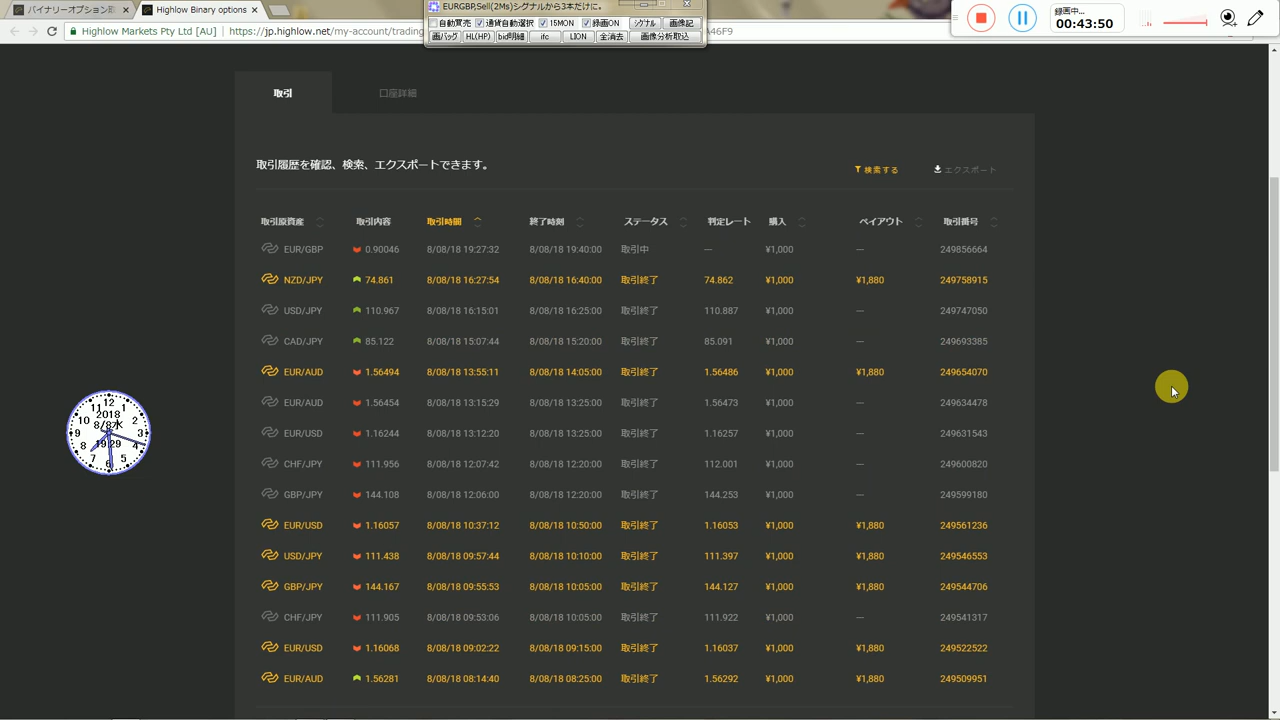 EURGBP,Sell(2Ms)シグナルから3本だけに。
バイナリーオプション
Highlow Binary options
自動買売 通貨自動選択 15MON 録画ON シグナル 画像記
画バッグ HL(HP) bid明細 ifc LION 全消去 画像分析取込
録画中...
00:43:50
Highlow Markets Pty Ltd [AU] https://jp.highlow.net/my-account/trading A46F9
取引 口座詳細
取引履歴を確認、検索、エクスポートできます。
検索する エクスポート
取引原資産 取引内容 取引時間 終了時刻 ステータス 判定レート 購入 ペイアウト 取引番号
EUR/GBP 0.90046 8/08/18 19:27:32 8/08/18 19:40:00 取引中 — ¥1,000 — 249856664
NZD/JPY 74.861 8/08/18 16:27:54 8/08/18 16:40:00 取引終了 74.862 ¥1,000 ¥1,880 249758915
USD/JPY 110.967 8/08/18 16:15:01 8/08/18 16:25:00 取引終了 110.887 ¥1,000 — 249747050
CAD/JPY 85.122 8/08/18 15:07:44 8/08/18 15:20:00 取引終了 85.091 ¥1,000 — 249693385
EUR/AUD 1.56494 8/08/18 13:55:11 8/08/18 14:05:00 取引終了 1.56486 ¥1,000 ¥1,880 249654070
EUR/AUD 1.56454 8/08/18 13:15:29 8/08/18 13:25:00 取引終了 1.56473 ¥1,000 — 249634478
EUR/USD 1.16244 8/08/18 13:12:20 8/08/18 13:25:00 取引終了 1.16257 ¥1,000 — 249631543
CHF/JPY 111.956 8/08/18 12:07:42 8/08/18 12:20:00 取引終了 112.001 ¥1,000 — 249600820
GBP/JPY 144.108 8/08/18 12:06:00 8/08/18 12:20:00 取引終了 144.253 ¥1,000 — 249599180
EUR/USD 1.16057 8/08/18 10:37:12 8/08/18 10:50:00 取引終了 1.16053 ¥1,000 ¥1,880 249561236
USD/JPY 111.438 8/08/18 09:57:44 8/08/18 10:10:00 取引終了 111.397 ¥1,000 ¥1,880 249546553
GBP/JPY 144.167 8/08/18 09:55:53 8/08/18 10:05:00 取引終了 144.127 ¥1,000 ¥1,880 249544706
CHF/JPY 111.905 8/08/18 09:53:06 8/08/18 10:05:00 取引終了 111.922 ¥1,000 — 249541317
EUR/USD 1.16068 8/08/18 09:02:22 8/08/18 09:15:00 取引終了 1.16037 ¥1,000 ¥1,880 249522522
EUR/AUD 1.56281 8/08/18 08:14:40 8/08/18 08:25:00 取引終了 1.56292 ¥1,000 ¥1,880 249509951
12
11 1
2018
10 2
9 3
8 19:29 4
7 5
6